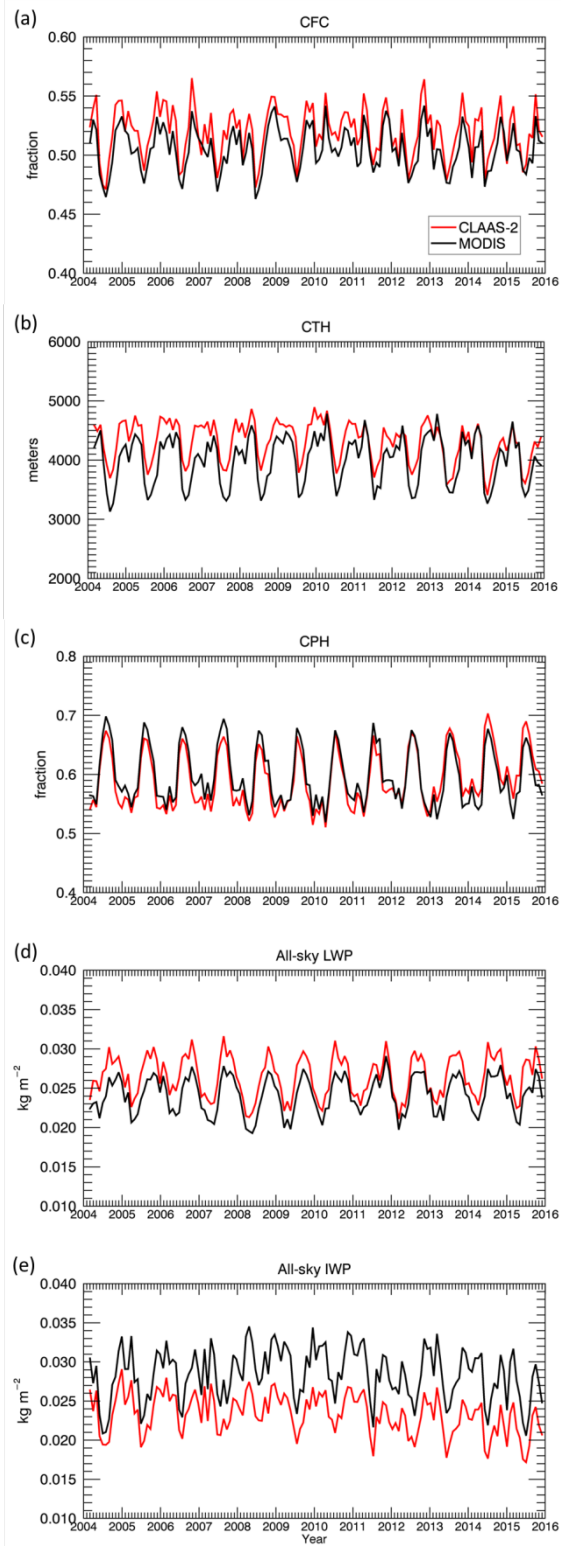 (a)
CFC
0.60
0.55
0.50
0.45
0.40
fraction
CLAAS-2
MODIS
2004 2005 2006 2007 2008 2009 2010 2011 2012 2013 2014 2015 2016
(b)
CTH
6000
5000
4000
3000
2000
meters
2004 2005 2006 2007 2008 2009 2010 2011 2012 2013 2014 2015 2016
(c)
CPH
0.8
0.7
0.6
0.5
0.4
fraction
2004 2005 2006 2007 2008 2009 2010 2011 2012 2013 2014 2015 2016
(d)
All-sky LWP
0.040
0.035
0.030
0.025
0.020
0.015
0.010
kg m⁻²
2004 2005 2006 2007 2008 2009 2010 2011 2012 2013 2014 2015 2016
(e)
All-sky IWP
0.040
0.035
0.030
0.025
0.020
0.015
0.010
kg m⁻²
2004 2005 2006 2007 2008 2009 2010 2011 2012 2013 2014 2015 2016
Year